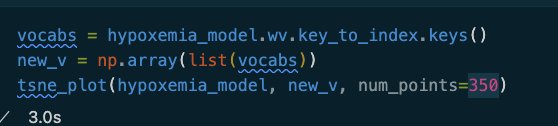 vocabs = hypoxemia_model.wv.key_to_index.keys()
new_v = np.array(list(vocabs))
tsne_plot(hypoxemia_model, new_v, num_points=350)
3.0s